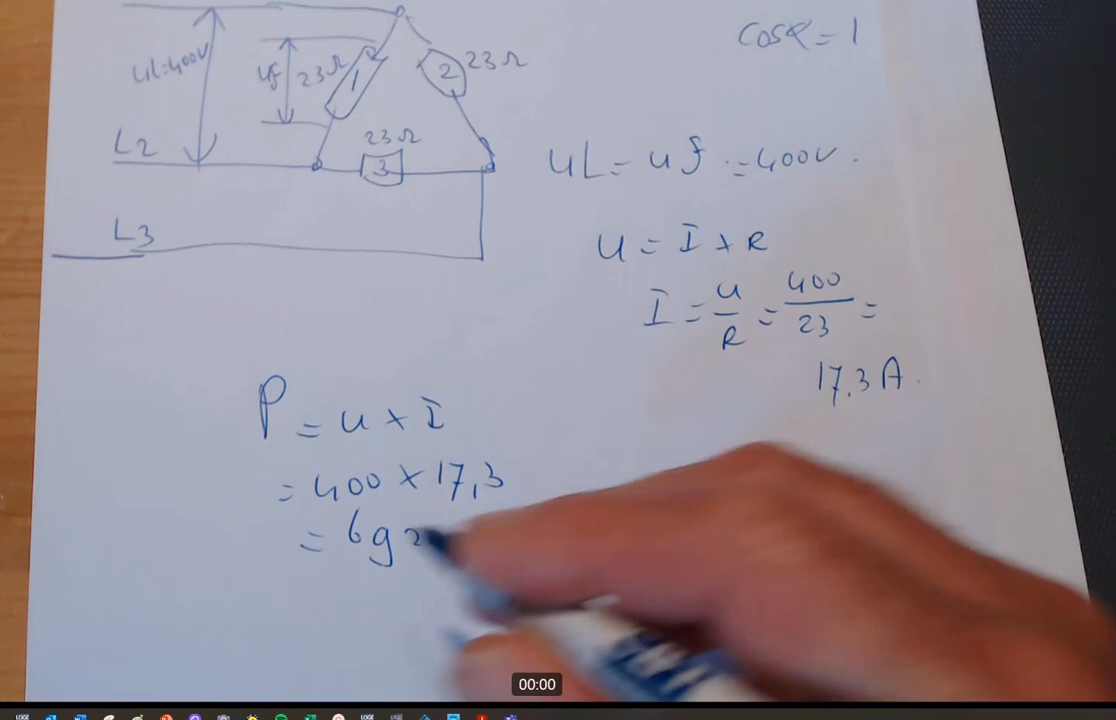 cosφ = 1
UL=400V
Uf
23Ω
1
2
23Ω
L2
23Ω
3
UL = Uf = 400V.
L3
U = I × R
I = U/R = 400/23 =
17,3 A.
P = U × I
= 400 × 17,3
= 692
00:00